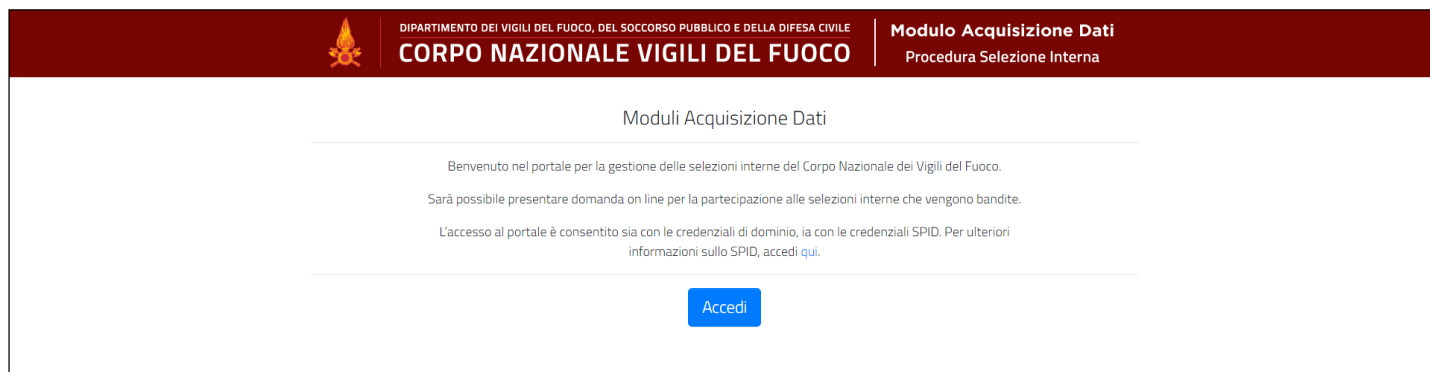 DIPARTIMENTO DEI VIGILI DEL FUOCO, DEL SOCCORSO PUBBLICO E DELLA DIFESA CIVILE
CORPO NAZIONALE VIGILI DEL FUOCO
Modulo Acquisizione Dati
Procedura Selezione Interna
Moduli Acquisizione Dati
Benvenuto nel portale per la gestione delle selezioni interne del Corpo Nazionale dei Vigili del Fuoco.
Sarà possibile presentare domanda on line per la partecipazione alle selezioni interne che vengono bandite.
L'accesso al portale è consentito sia con le credenziali di dominio, ia con le credenziali SPID. Per ulteriori
informazioni sullo SPID, accedi qui.
Accedi